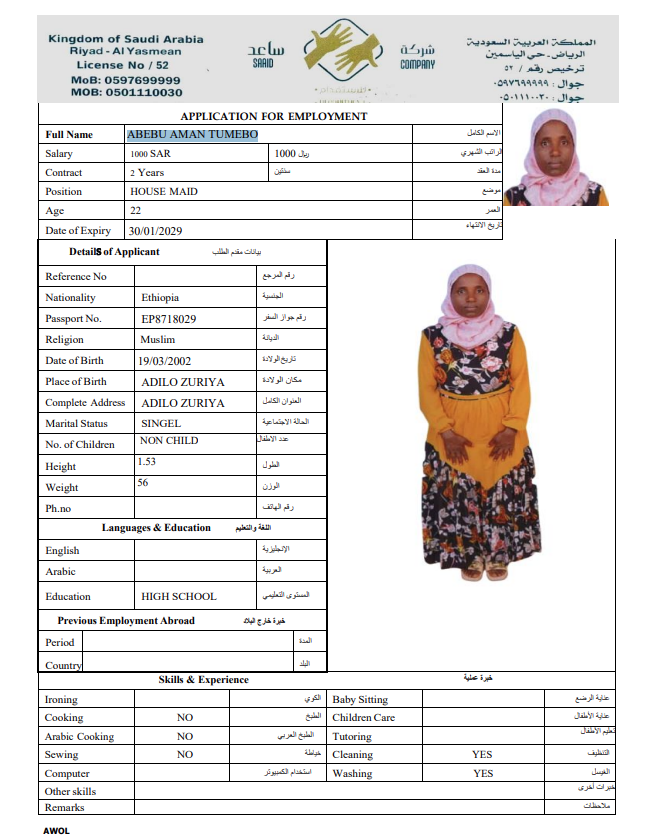 Kingdom of Saudi Arabia
Riyadh - Al Yasmean
License No / 52
MoB: 0597699999
MOB: 0501110030
ساعد
SAAID
شركة
COMPANY
للاستقدام
المملكة العربية السعودية
الرياض - حي الياسمين
ترخيص رقم / ٥٢
جوال : ٠٥٩٧٦٩٩٩٩٩
جوال : ٠٥٠١١١٠٠٣٠
APPLICATION FOR EMPLOYMENT
Full Name ABEBU AMAN TUMEBO الاسم الكامل
Salary 1000 SAR 1000 ريال الراتب الشهري
Contract 2 Years سنتين مدة العقد
Position HOUSE MAID موضع
Age 22 العمر
Date of Expiry 30/01/2029 تاريخ الانتهاء
Details of Applicant بيانات مقدم الطلب
Reference No رقم المرجع
Nationality Ethiopia الجنسية
Passport No. EP8718029 رقم جواز السفر
Religion Muslim الديانة
Date of Birth 19/03/2002 تاريخ الولادة
Place of Birth ADILO ZURIYA مكان الولادة
Complete Address ADILO ZURIYA العنوان الكامل
Marital Status SINGEL الحالة الاجتماعية
No. of Children NON CHILD عدد الاطفال
Height 1.53 الطول
Weight 56 الوزن
Ph.no رقم الهاتف
Languages & Education اللغة والتعليم
English الإنجليزية
Arabic العربية
Education HIGH SCHOOL المستوى التعليمي
Previous Employment Abroad خبرة خارج البلاد
Period المدة
Country البلد
Skills & Experience خبرة عملية
Ironing الكوي Baby Sitting عناية الرضع
Cooking NO الطبخ Children Care عناية الأطفال
Arabic Cooking NO الطبخ العربي Tutoring تعليم الأطفال
Sewing NO خياطة Cleaning YES التنظيف
Computer استخدام الكمبيوتر Washing YES الغسيل
Other skills خبرات أخرى
Remarks ملاحظات
AWOL